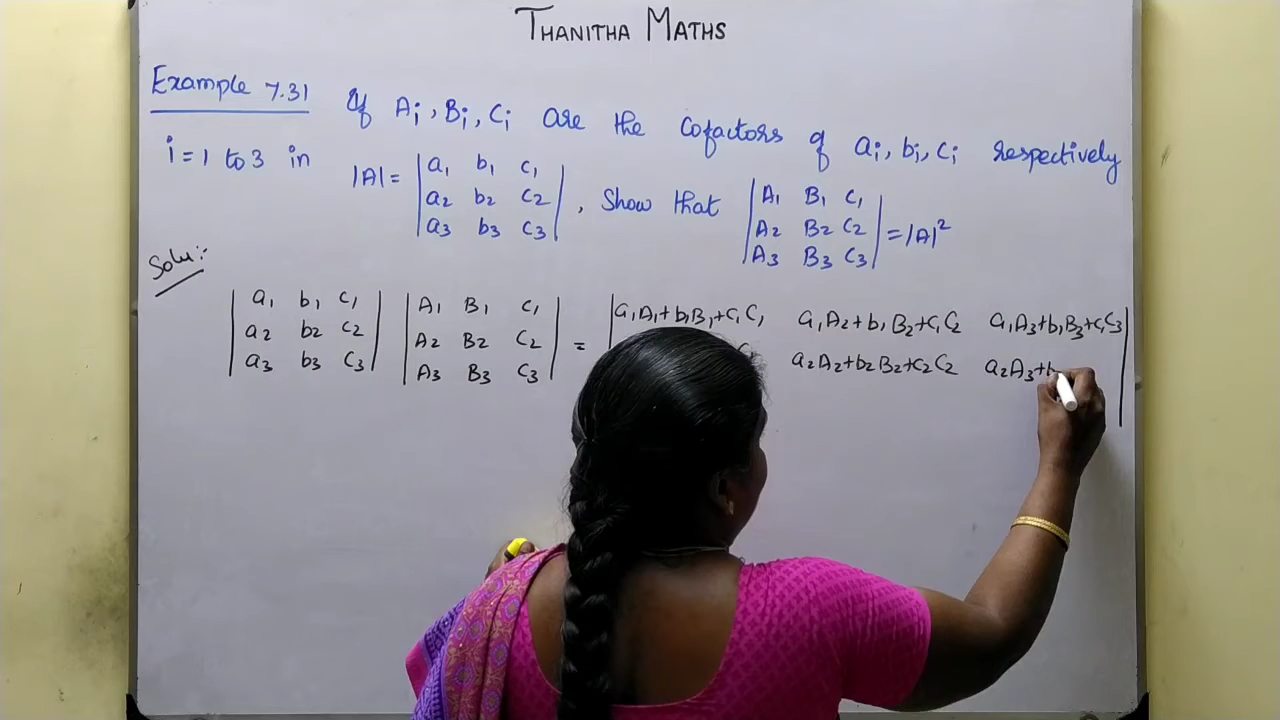 THANITHA MATHS
Example 7.31 If Ai, Bi, Ci are the cofactors of ai, bi, ci respectively
i = 1 to 3 in |A| = | a1 b1 c1 | , Show that | A1 B1 C1 | = |A|²
| a2 b2 c2 | | A2 B2 C2 |
| a3 b3 c3 | | A3 B3 C3 |
Solu:-
| a1 b1 c1 | | A1 B1 C1 | = | a1A1+b1B1+c1C1 a1A2+b1B2+c1C2 a1A3+b1B3+c1C3 |
| a2 b2 c2 | | A2 B2 C2 | a2A2+b2B2+c2C2 a2A3+b
| a3 b3 c3 | | A3 B3 C3 |